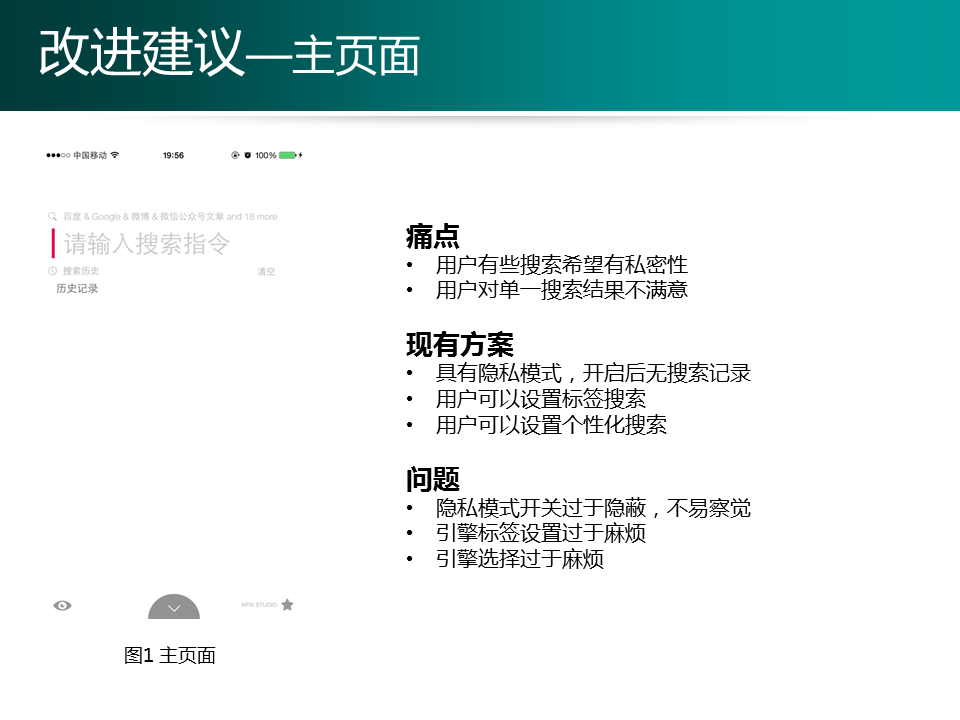 改进建议—主页面
中国移动 19:56 100%
百度 & Google & 微博 & 微信公众号文章 and 18 more
请输入搜索指令
搜索历史 清空
历史记录
APIX STUDIO
图1 主页面
痛点
• 用户有些搜索希望有私密性
• 用户对单一搜索结果不满意
现有方案
• 具有隐私模式，开启后无搜索记录
• 用户可以设置标签搜索
• 用户可以设置个性化搜索
问题
• 隐私模式开关过于隐蔽，不易察觉
• 引擎标签设置过于麻烦
• 引擎选择过于麻烦